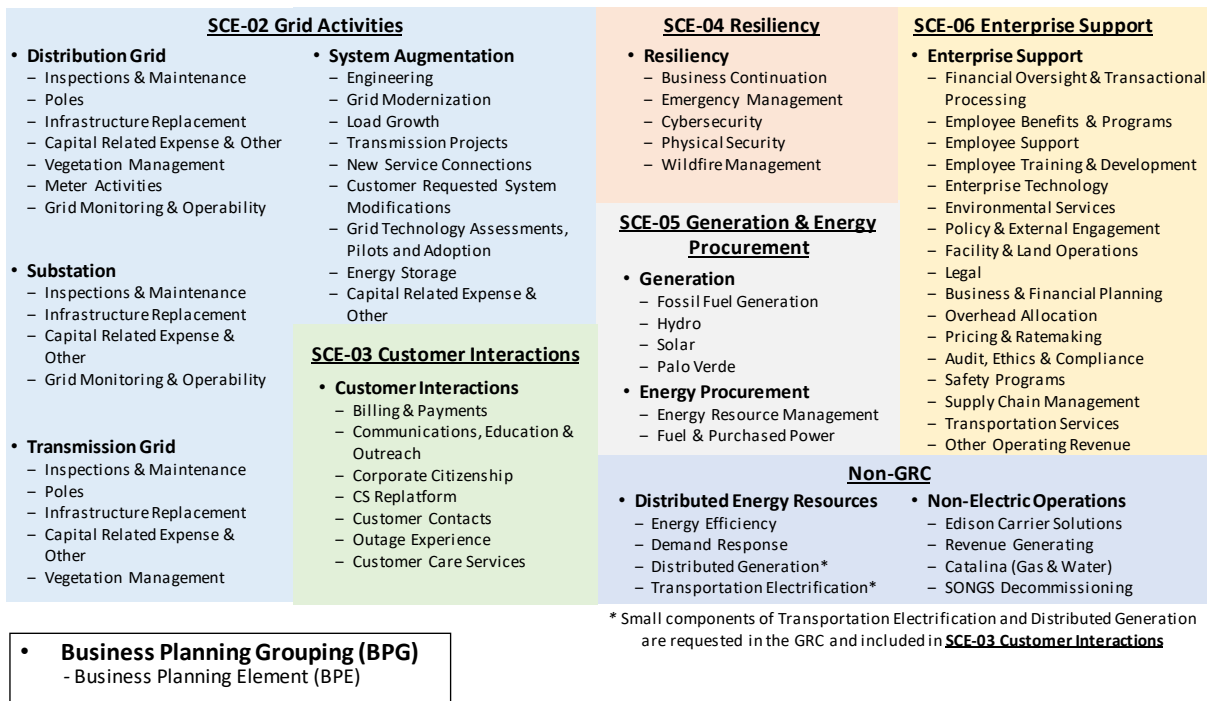 SCE-02 Grid Activities
• Distribution Grid
– Inspections & Maintenance
– Poles
– Infrastructure Replacement
– Capital Related Expense & Other
– Vegetation Management
– Meter Activities
– Grid Monitoring & Operability
• Substation
– Inspections & Maintenance
– Infrastructure Replacement
– Capital Related Expense &
Other
– Grid Monitoring & Operability
• Transmission Grid
– Inspections & Maintenance
– Poles
– Infrastructure Replacement
– Capital Related Expense &
Other
– Vegetation Management
• System Augmentation
– Engineering
– Grid Modernization
– Load Growth
– Transmission Projects
– New Service Connections
– Customer Requested System
Modifications
– Grid Technology Assessments,
Pilots and Adoption
– Energy Storage
– Capital Related Expense &
Other
SCE-03 Customer Interactions
• Customer Interactions
– Billing & Payments
– Communications, Education &
Outreach
– Corporate Citizenship
– CS Replatform
– Customer Contacts
– Outage Experience
– Customer Care Services
SCE-04 Resiliency
• Resiliency
– Business Continuation
– Emergency Management
– Cybersecurity
– Physical Security
– Wildfire Management
SCE-05 Generation & Energy
Procurement
• Generation
– Fossil Fuel Generation
– Hydro
– Solar
– Palo Verde
• Energy Procurement
– Energy Resource Management
– Fuel & Purchased Power
SCE-06 Enterprise Support
• Enterprise Support
– Financial Oversight & Transactional
Processing
– Employee Benefits & Programs
– Employee Support
– Employee Training & Development
– Enterprise Technology
– Environmental Services
– Policy & External Engagement
– Facility & Land Operations
– Legal
– Business & Financial Planning
– Overhead Allocation
– Pricing & Ratemaking
– Audit, Ethics & Compliance
– Safety Programs
– Supply Chain Management
– Transportation Services
– Other Operating Revenue
Non-GRC
• Distributed Energy Resources
– Energy Efficiency
– Demand Response
– Distributed Generation*
– Transportation Electrification*
• Non-Electric Operations
– Edison Carrier Solutions
– Revenue Generating
– Catalina (Gas & Water)
– SONGS Decommissioning
* Small components of Transportation Electrification and Distributed Generation
are requested in the GRC and included in SCE-03 Customer Interactions
• Business Planning Grouping (BPG)
- Business Planning Element (BPE)